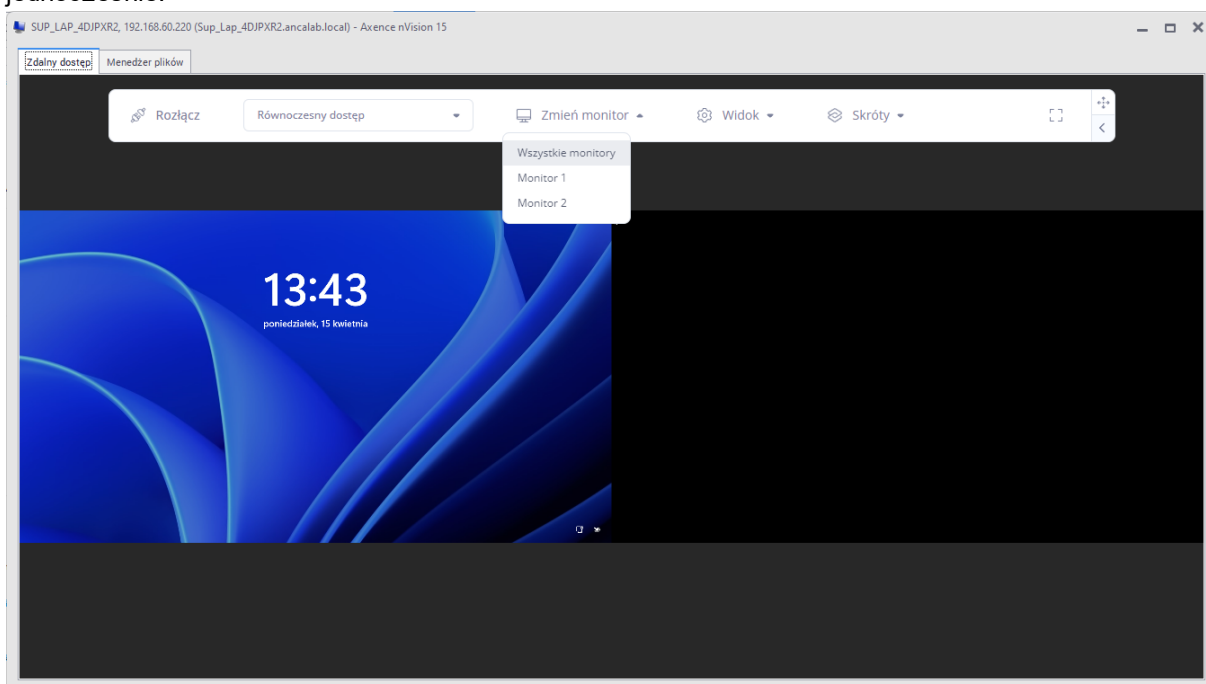 SUP_LAP_4DJPXR2, 192.168.60.220 (Sup_Lap_4DJPXR2.ancalab.local) - Axence nVision 15
Zdalny dostęp Menedżer plików
Rozłącz Równoczesny dostęp Zmień monitor Widok Skróty
Wszystkie monitory
Monitor 1
Monitor 2
13:43
poniedziałek, 15 kwietnia